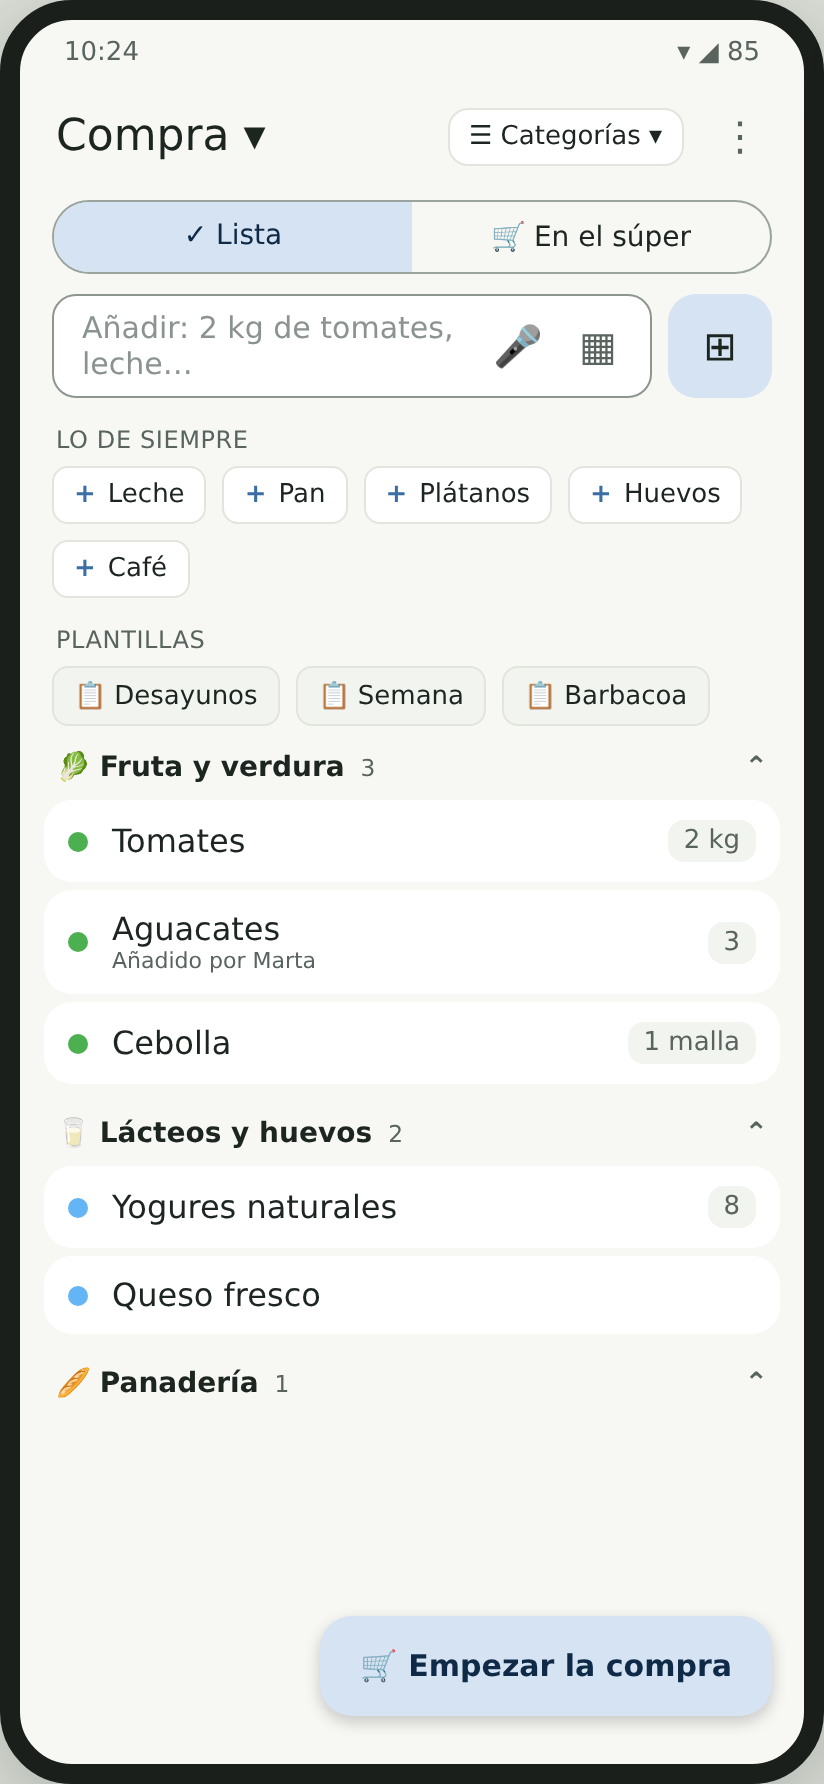 10:24 85
Compra ▾ ☰ Categorías ▾ ⋮
✓ Lista 🛒 En el súper
Añadir: 2 kg de tomates,
leche…
LO DE SIEMPRE
+ Leche + Pan + Plátanos + Huevos
+ Café
PLANTILLAS
📋 Desayunos 📋 Semana 📋 Barbacoa
🥬 Fruta y verdura 3
Tomates 2 kg
Aguacates 3
Añadido por Marta
Cebolla 1 malla
🥛 Lácteos y huevos 2
Yogures naturales 8
Queso fresco
🥖 Panadería 1
🛒 Empezar la compra